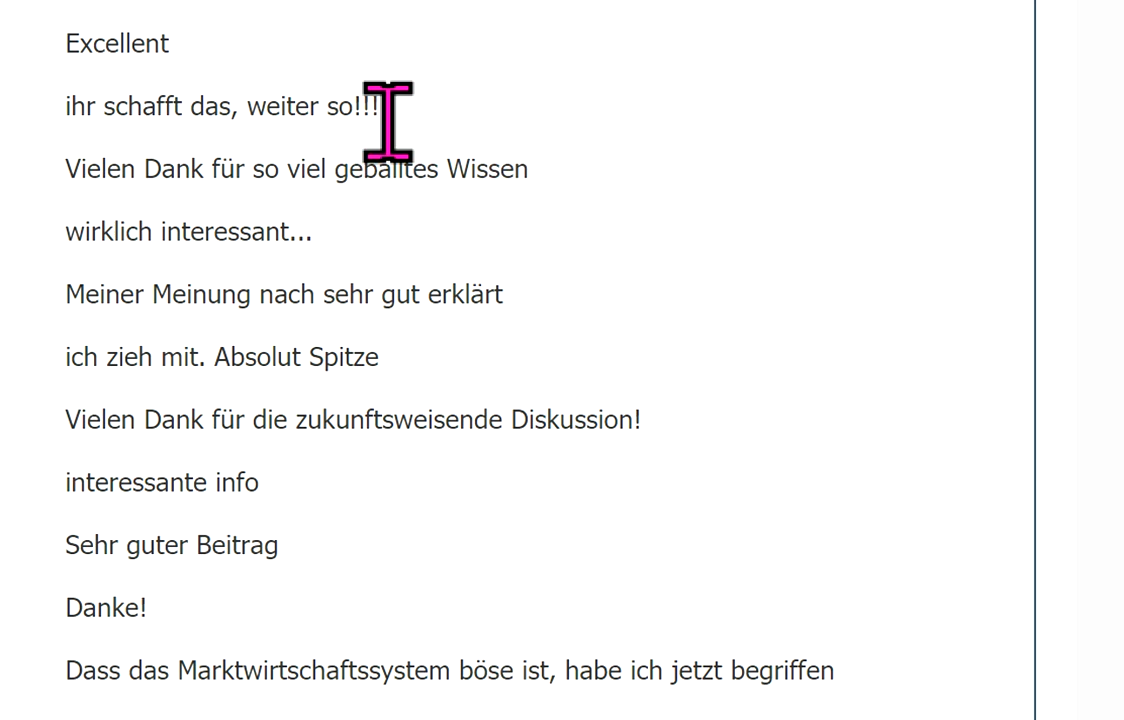 Excellent
ihr schafft das, weiter so!!!
Vielen Dank für so viel geballtes Wissen
wirklich interessant...
Meiner Meinung nach sehr gut erklärt
ich zieh mit. Absolut Spitze
Vielen Dank für die zukunftsweisende Diskussion!
interessante info
Sehr guter Beitrag
Danke!
Dass das Marktwirtschaftssystem böse ist, habe ich jetzt begriffen